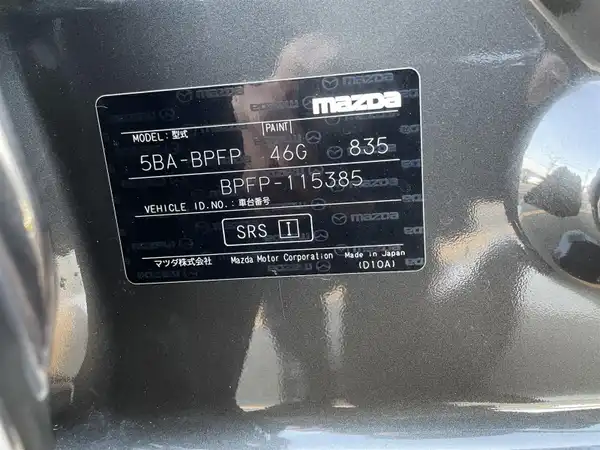 mazda
MODEL: 型式 PAINT
5BA-BPFP 46G 835
BPFP-115385
VEHICLE ID.NO.: 車台番号
SRS I
マツダ株式会社 Mazda Motor Corporation Made in Japan
(D10A)